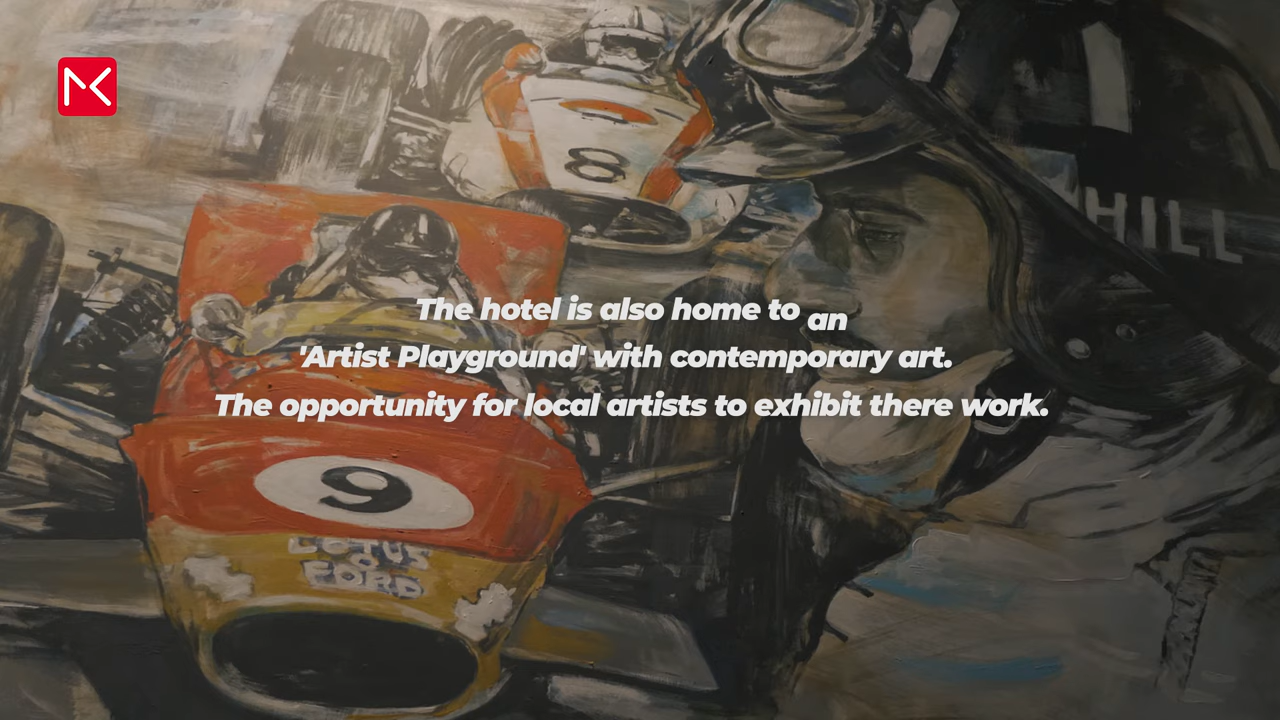 HILL
8
The hotel is also home to an
'Artist Playground' with contemporary art.
The opportunity for local artists to exhibit there work.
9
LOTUS
FORD